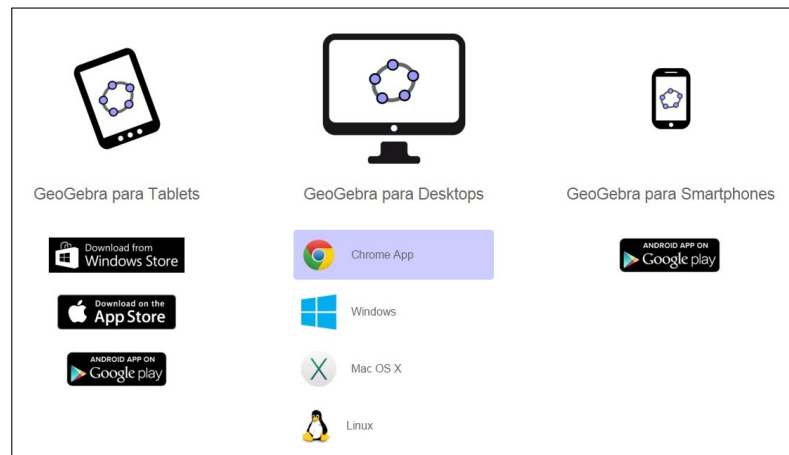 GeoGebra para Tablets
Download from
Windows Store
Download on the
App Store
ANDROID APP ON
Google play
GeoGebra para Desktops
Chrome App
Windows
Mac OS X
Linux
GeoGebra para Smartphones
ANDROID APP ON
Google play